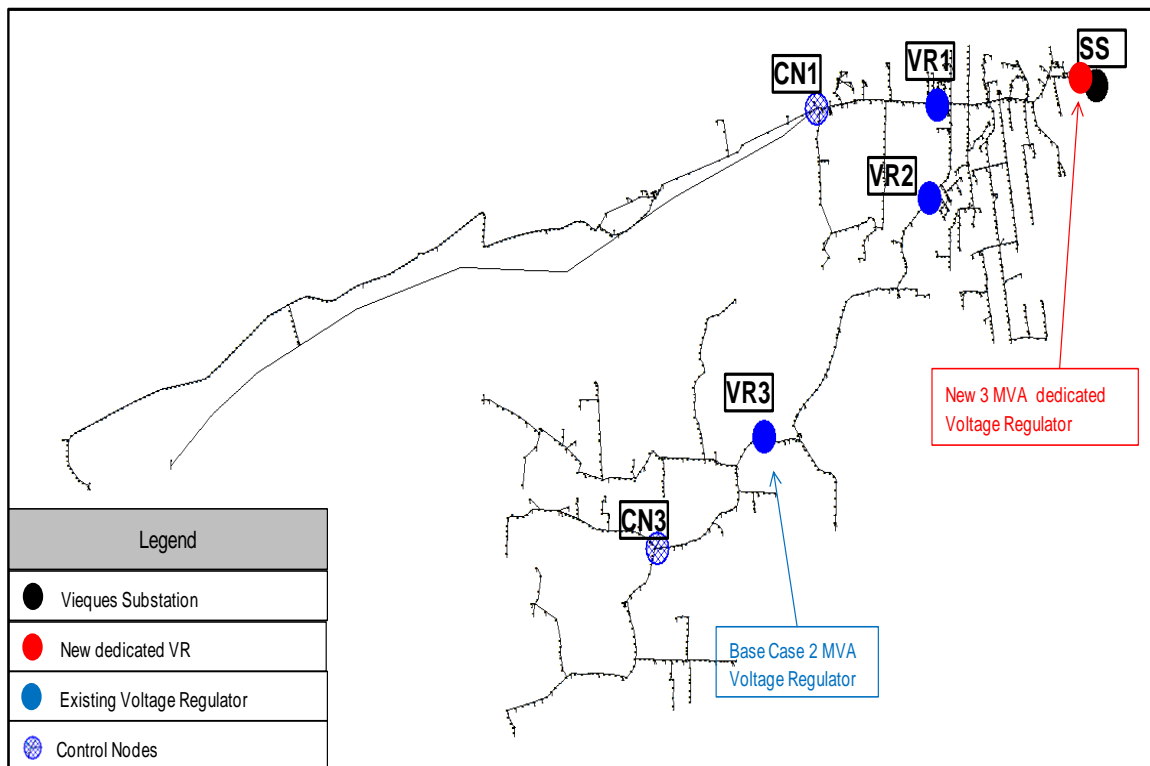 SS
VR1
CN1
VR2
New 3 MVA dedicated
Voltage Regulator
VR3
CN3
Base Case 2 MVA
Voltage Regulator
Legend
Vieques Substation
New dedicated VR
Existing Voltage Regulator
Control Nodes